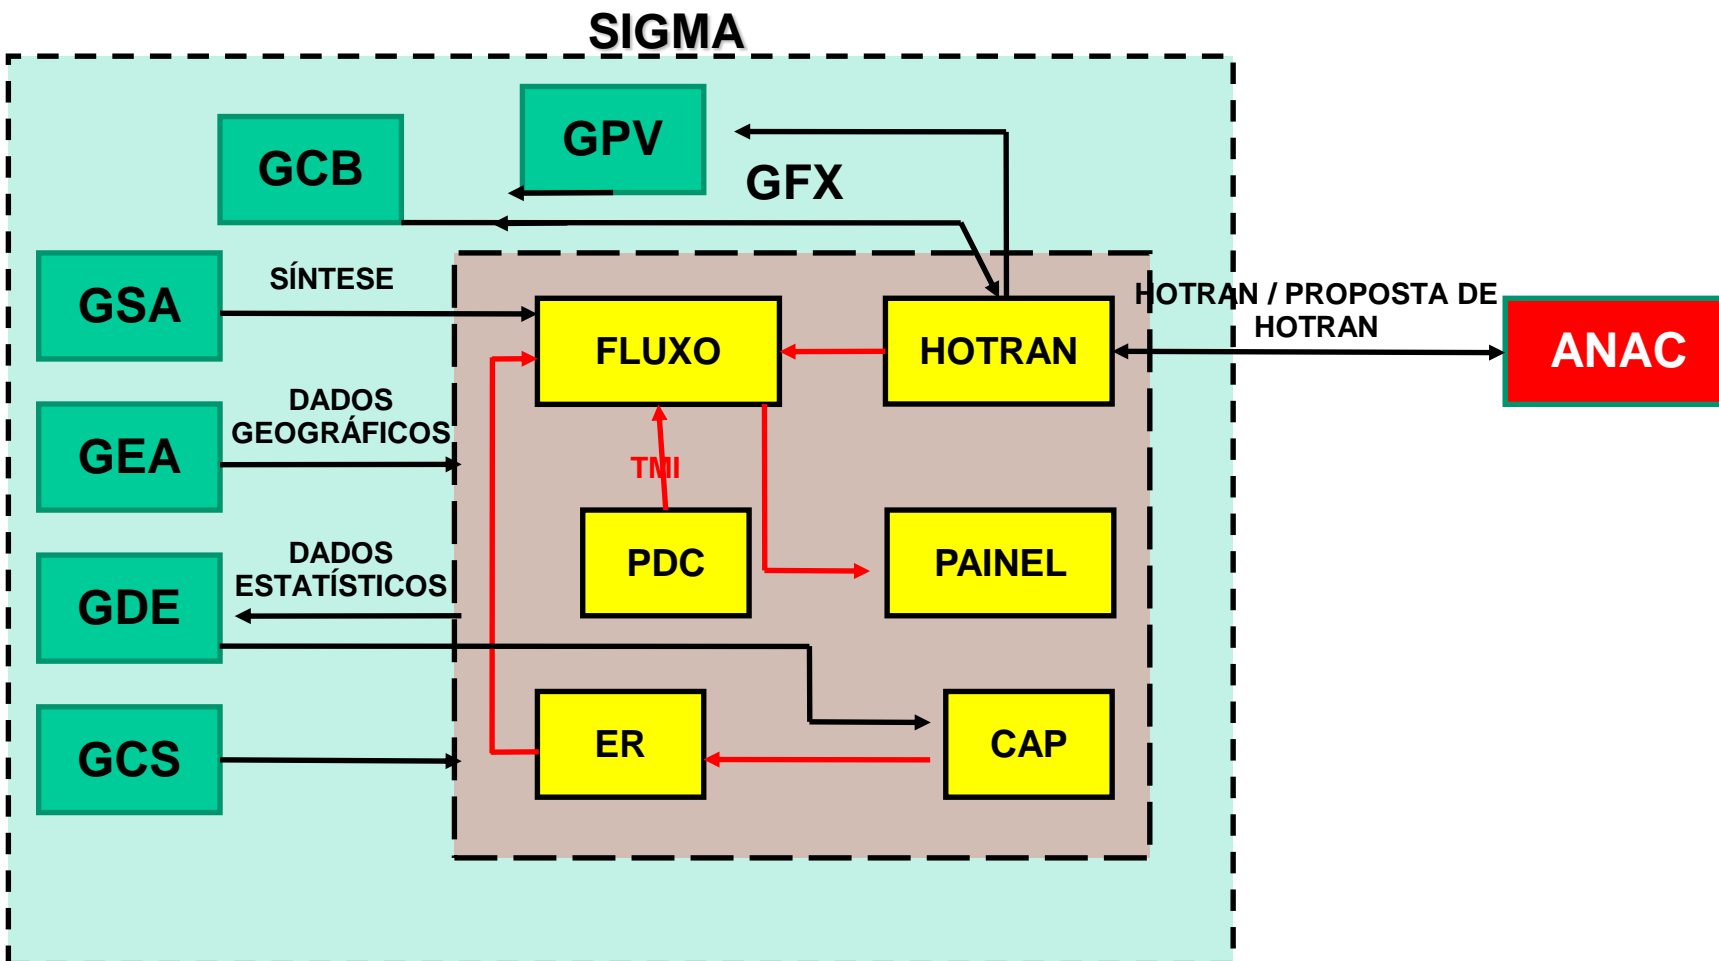 SIGMA
GPV
GCB
GFX
GSA
SÍNTESE
FLUXO
HOTRAN
HOTRAN / PROPOSTA DE
HOTRAN
ANAC
GEA
DADOS
GEOGRÁFICOS
TMI
GDE
DADOS
ESTATÍSTICOS
PDC
PAINEL
GCS
ER
CAP